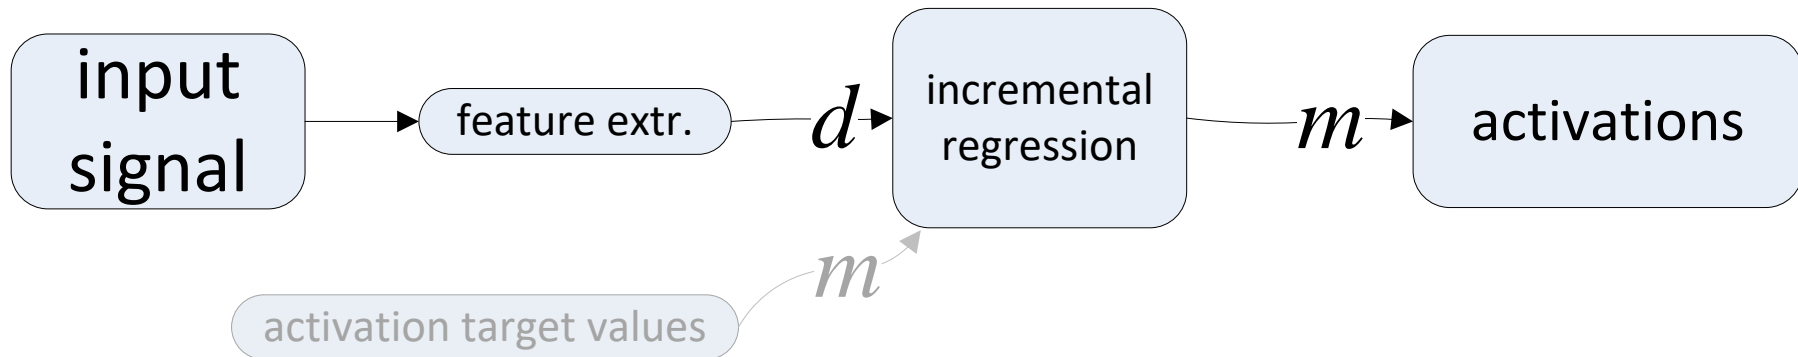 input
signal
feature extr.
d
incremental
regression
m
activations
m
activation target values